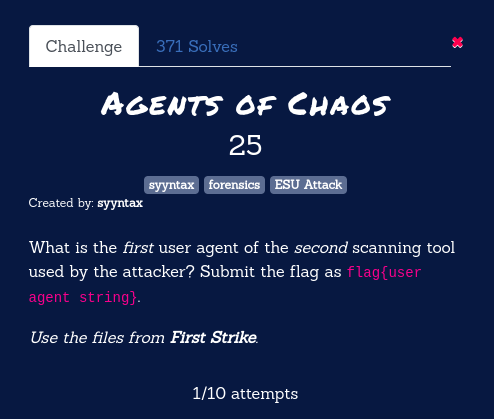 Challenge 371 Solves ✖
Agents of Chaos
25
syyntax forensics ESU Attack
Created by: syyntax
What is the first user agent of the second scanning tool
used by the attacker? Submit the flag as flag{user
agent string}.
Use the files from First Strike.
1/10 attempts